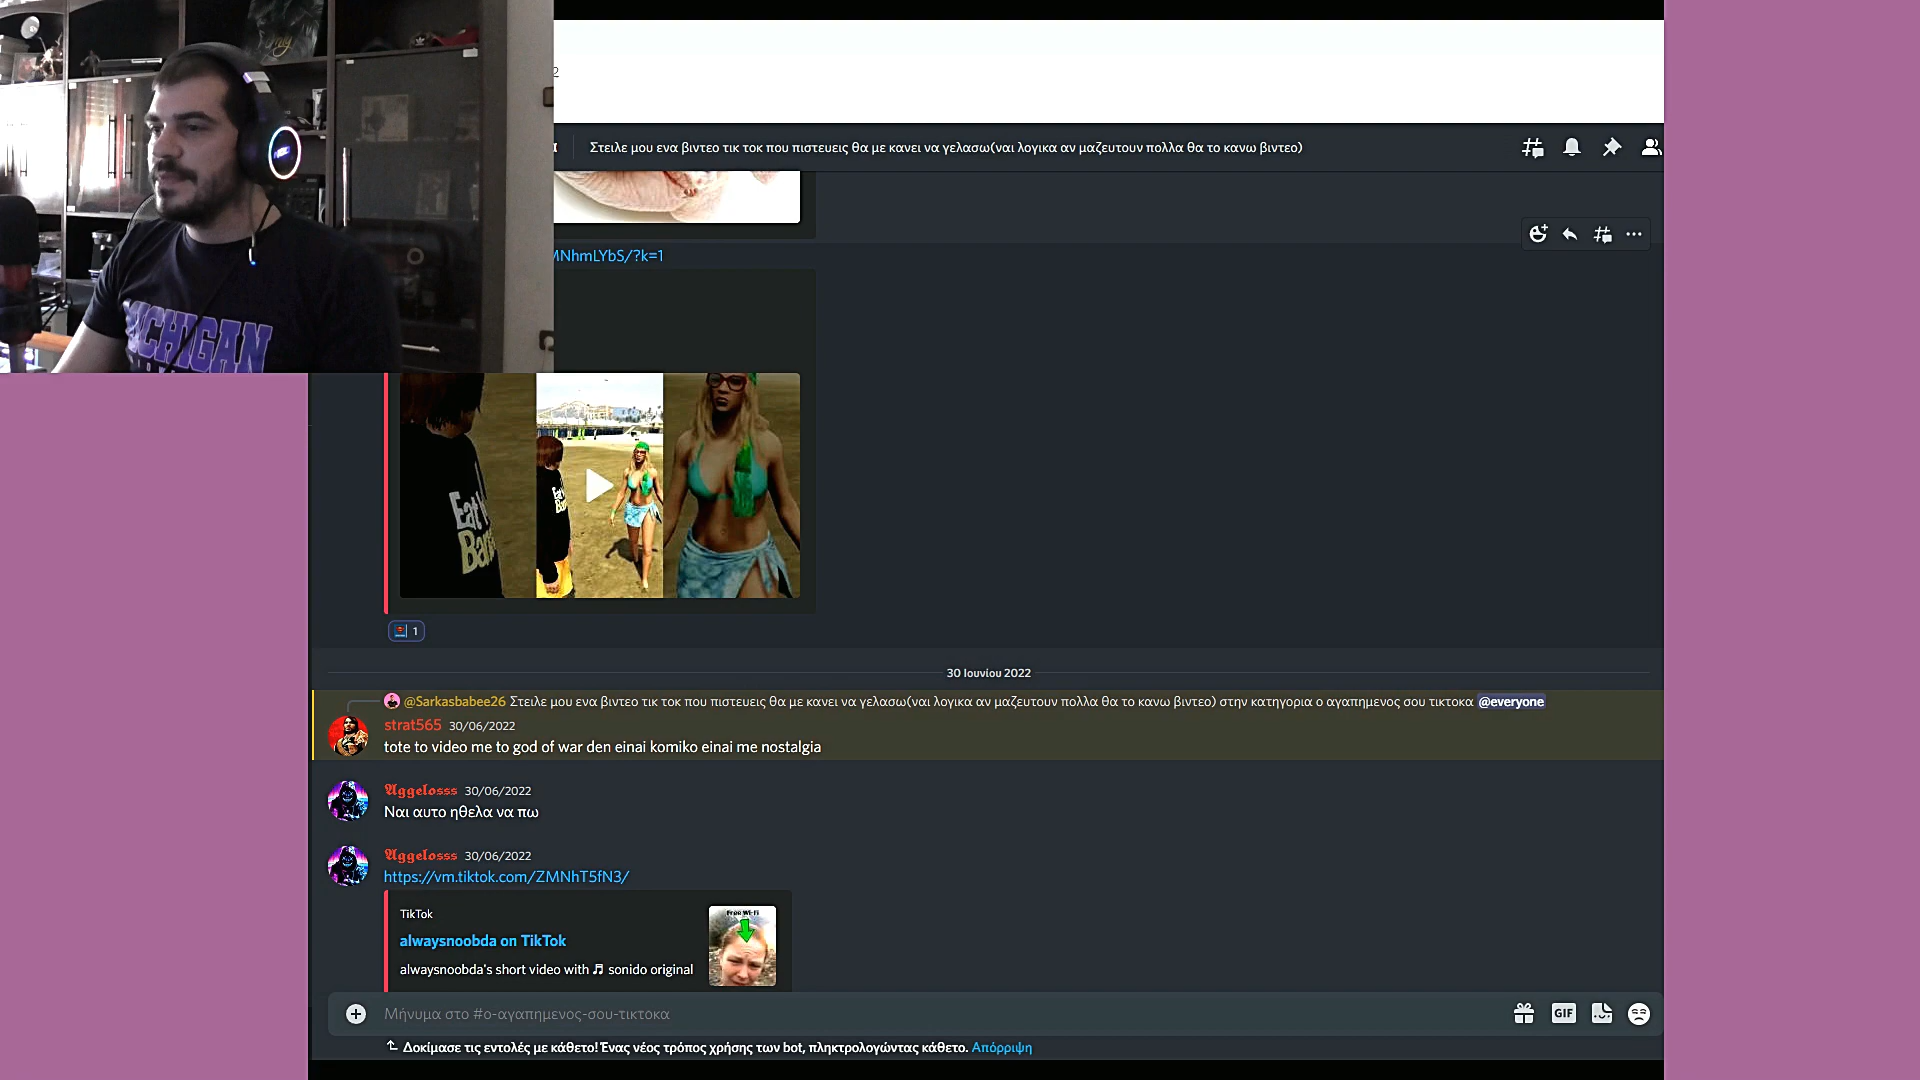 Στειλε μου ενα βιντεο τικ τοκ που πιστευεις θα με κανει να γελασω(ναι λογικα αν μαζευτουν πολλα θα το κανω βιντεο)
MNhmLYbS/?k=1
1
30 Ιουνίου 2022
@Sarkasbabee26 Στειλε μου ενα βιντεο τικ τοκ που πιστευεις θα με κανει να γελασω(ναι λογικα αν μαζευτουν πολλα θα το κανω βιντεο) στην κατηγορια ο αγαπημενος σου τικτοκα @everyone
strat565 30/06/2022
tote to video me to god of war den einai komiko einai me nostalgia
𝕬ggelosss 30/06/2022
Ναι αυτο ηθελα να πω
𝕬ggelosss 30/06/2022
https://vm.tiktok.com/ZMNhT5fN3/
TikTok
alwaysnoobda on TikTok
alwaysnoobda's short video with ♬ sonido original
Free Wi-Fi
Μήνυμα στο #ο-αγαπημενος-σου-τικτοκα
GIF
Δοκίμασε τις εντολές με κάθετο! Ένας νέος τρόπος χρήσης των bot, πληκτρολογώντας κάθετο. Απόρριψη